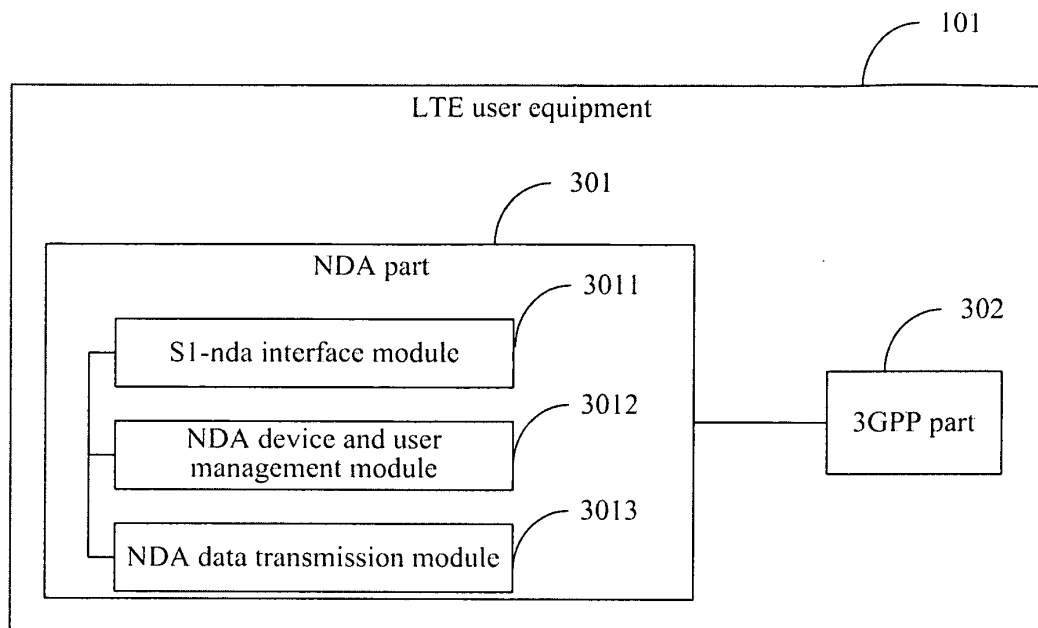 101
LTE user equipment
301
NDA part
3011
S1-nda interface module
302
3012
NDA device and user
management module
3GPP part
3013
NDA data transmission module